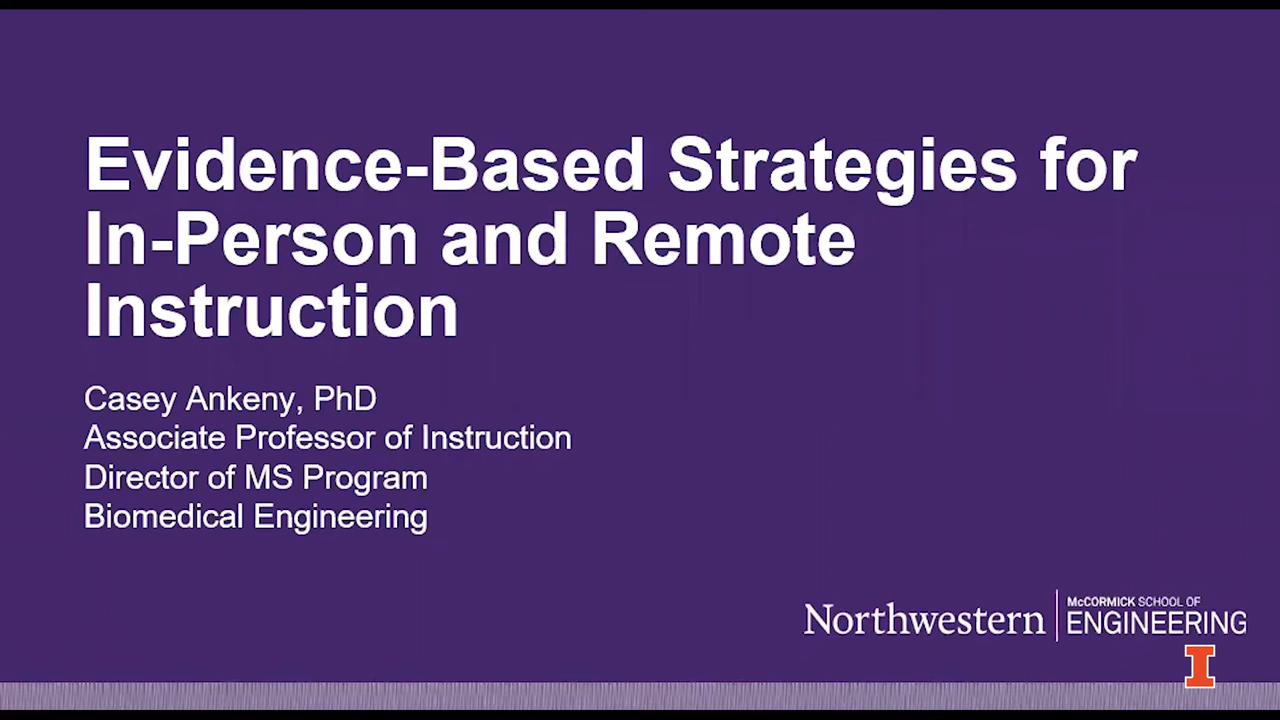 Evidence-Based Strategies for
In-Person and Remote
Instruction
Casey Ankeny, PhD
Associate Professor of Instruction
Director of MS Program
Biomedical Engineering
Northwestern
McCORMICK SCHOOL OF
ENGINEERING
I